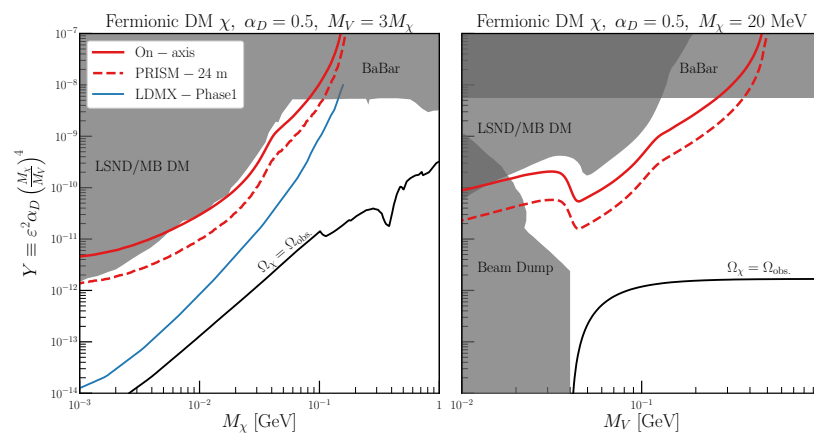 Fermionic DM χ, α_D = 0.5, M_V = 3M_χ
Fermionic DM χ, α_D = 0.5, M_χ = 20 MeV
Y ≡ ε²α_D (M_χ/M_V)⁴
10⁻⁷
10⁻⁸
10⁻⁹
10⁻¹⁰
10⁻¹¹
10⁻¹²
10⁻¹³
10⁻¹⁴
On − axis
PRISM − 24 m
LDMX − Phase1
BaBar
LSND/MB DM
Ω_χ = Ω_obs.
10⁻³
10⁻²
10⁻¹
1
M_χ [GeV]
BaBar
LSND/MB DM
Beam Dump
Ω_χ = Ω_obs.
10⁻²
10⁻¹
M_V [GeV]